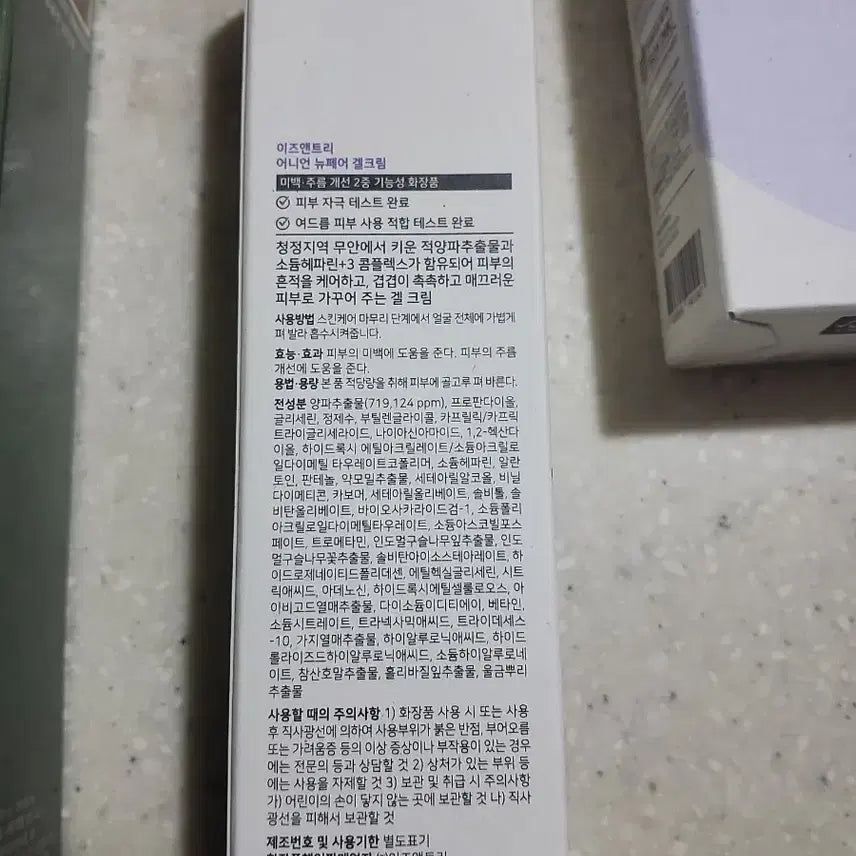 이즈앤트리
어니언 뉴페어 겔크림
미백·주름 개선 2중 기능성 화장품
피부 자극 테스트 완료
여드름 피부 사용 적합 테스트 완료
청정지역 무안에서 키운 적양파추출물과
소듐헤파린+3 콤플렉스가 함유되어 피부의
흔적을 케어하고, 겹겹이 촉촉하고 매끄러운
피부로 가꾸어 주는 겔 크림
사용방법 스킨케어 마무리 단계에서 얼굴 전체에 가볍게
펴 발라 흡수시켜줍니다.
효능·효과 피부의 미백에 도움을 준다. 피부의 주름
개선에 도움을 준다.
용법·용량 본 품 적당량을 취해 피부에 골고루 펴 바른다.
전성분 양파추출물(719,124 ppm), 프로판다이올,
글리세린, 정제수, 부틸렌글라이콜, 카프릴릭/카프릭
트라이글리세라이드, 나이아신아마이드, 1,2-헥산다
이올, 하이드록시 에틸아크릴레이트/소듐아크릴로
일다이메틸 타우레이트코폴리머, 소듐헤파린, 알란
토인, 판테놀, 약모밀추출물, 세테아릴알코올, 비닐
다이메티콘, 카보머, 세테아릴올리베이트, 솔비톨, 솔
비탄올리베이트, 바이오사카라이드검-1, 소듐폴리
아크릴로일다이메틸타우레이트, 소듐아스코빌포스
페이트, 트로메타민, 인도멀구슬나무잎추출물, 인도
멀구슬나무꽃추출물, 솔비탄아이소스테아레이트, 하
이드로제네이티드폴리데센, 에틸헥실글리세린, 시트
릭애씨드, 아데노신, 하이드록시에틸셀룰로오스, 아
이비고드열매추출물, 다이소듐이디티에이, 베타인,
소듐시트레이트, 트라넥사믹애씨드, 트라이데세스
-10, 가지열매추출물, 하이알루로닉애씨드, 하이드
롤라이즈드하이알루로닉애씨드, 소듐하이알루로네
이트, 참산호말추출물, 홀리바질잎추출물, 울금뿌리
추출물
사용할 때의 주의사항 1) 화장품 사용 시 또는 사용
후 직사광선에 의하여 사용부위가 붉은 반점, 부어오름
또는 가려움증 등의 이상 증상이나 부작용이 있는 경우
에는 전문의 등과 상담할 것 2) 상처가 있는 부위 등
에는 사용을 자제할 것 3) 보관 및 취급 시 주의사항
가) 어린이의 손이 닿지 않는 곳에 보관할 것 나) 직사
광선을 피해서 보관할 것
제조번호 및 사용기한 별도표기